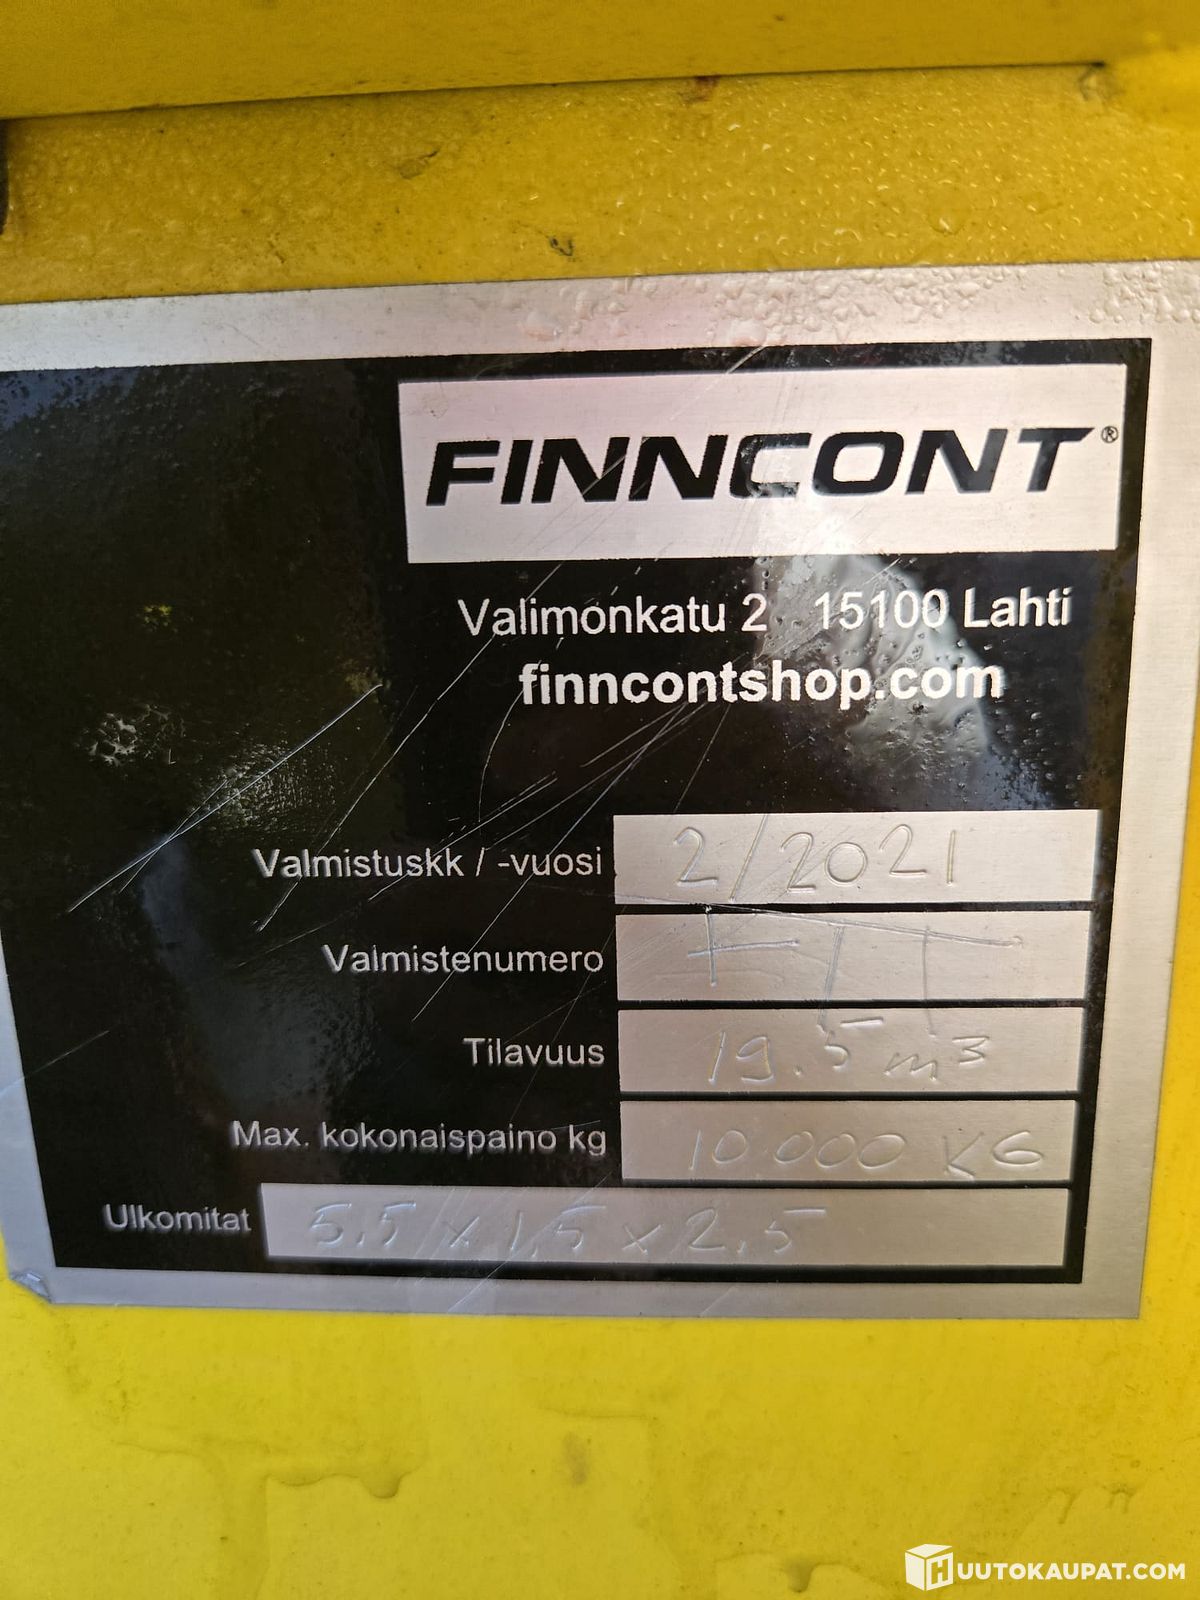 FINNCONT®
Valimonkatu 2 15100 Lahti
finncontshop.com
Valmistuskk / -vuosi 2/2021
Valmistenumero
Tilavuus 19.5 m3
Max. kokonaispaino kg 10.000 KG
Ulkomitat 5,5 x 1,5 x 2,5
HUUTOKAUPAT.COM